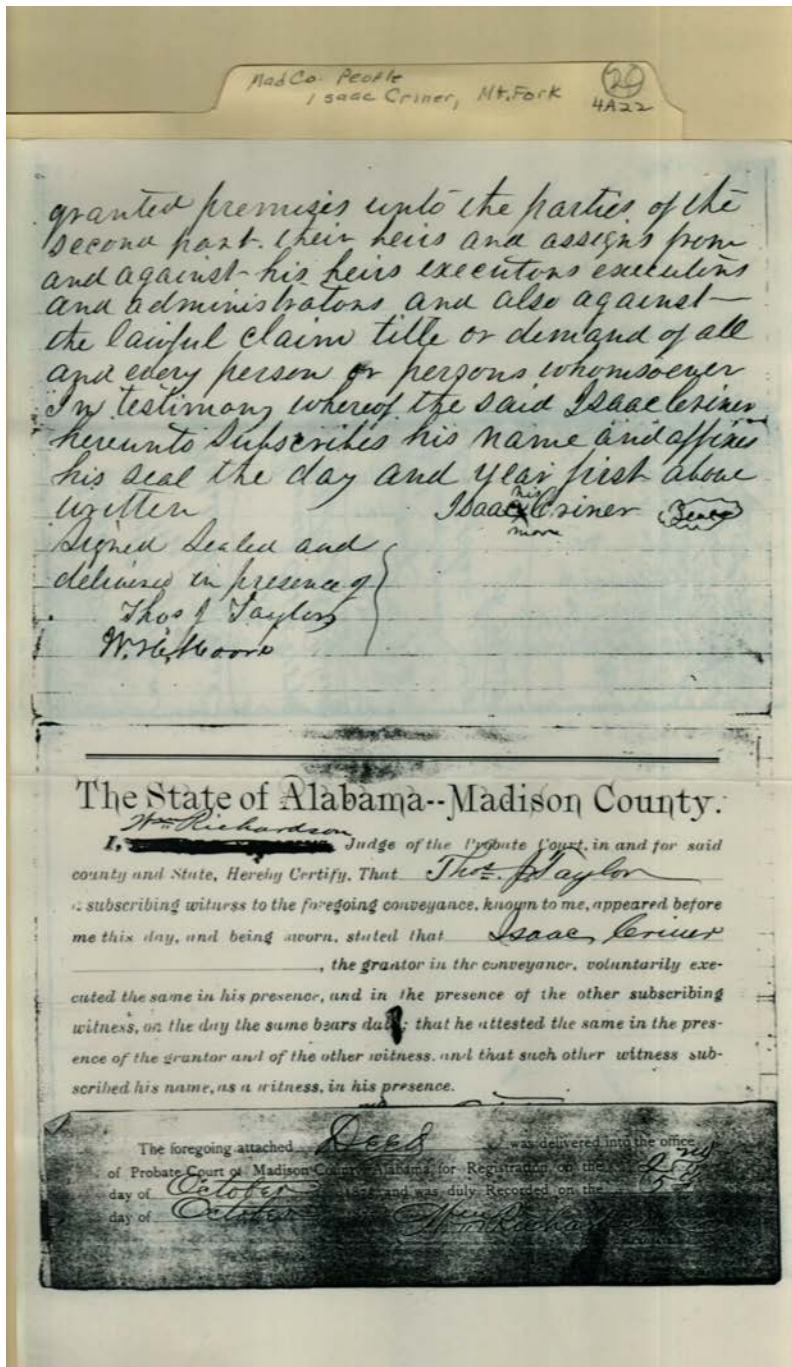 MadCo. People
Isaac Criner, Mt. Fork
20
4A22
granted premises unto the parties of the
second part. their heirs and assigns from
and against his heirs executors executors
and administrators and also against
the lawful claim title or demand of all
and every person or persons whomsoever
In testimony whereof the said Isaac Criner
hereunto Subscribes his name and affixes
his seal the day and year first above
written Isaac his x mark Criner Seal
Signed Sealed and
delivered in presence of
Thos J Taylor
Moore
The State of Alabama--Madison County.
Wm Richardson
I, Judge of the Probate Court, in and for said
county and State, Hereby Certify, That Thos. J. Taylor
a subscribing witness to the foregoing conveyance, known to me, appeared before
me this day, and being sworn, stated that Isaac Criner
, the grantor in the conveyance, voluntarily exe-
cuted the same in his presence, and in the presence of the other subscribing
witness, on the day the same bears date; that he attested the same in the pres-
ence of the grantor and of the other witness, and that such other witness sub-
scribed his name, as a witness, in his presence.
The foregoing attached Deed was delivered into the office
of Probate Court of Madison County, Alabama, for Registration on the 2nd
day of October and was duly Recorded on the 5th
day of October Wm Richardson